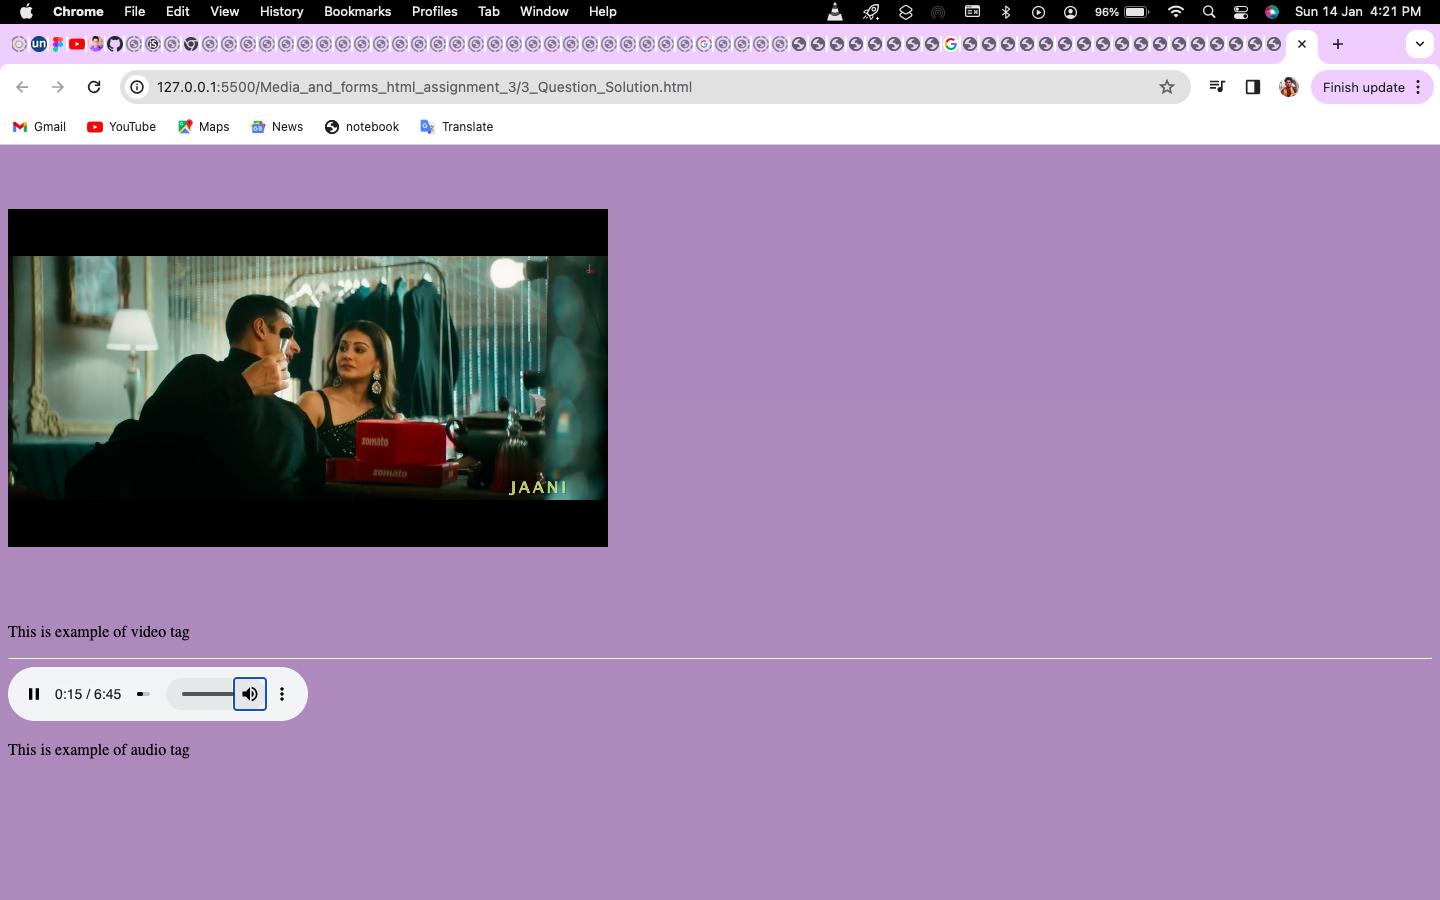 Chrome File Edit View History Bookmarks Profiles Tab Window Help 96% Sun 14 Jan 4:21 PM
un
127.0.0.1:5500/Media_and_forms_html_assignment_3/3_Question_Solution.html Finish update
Gmail YouTube Maps News notebook Translate
zomato
zomato
JAANI
This is example of video tag
0:15 / 6:45
This is example of audio tag